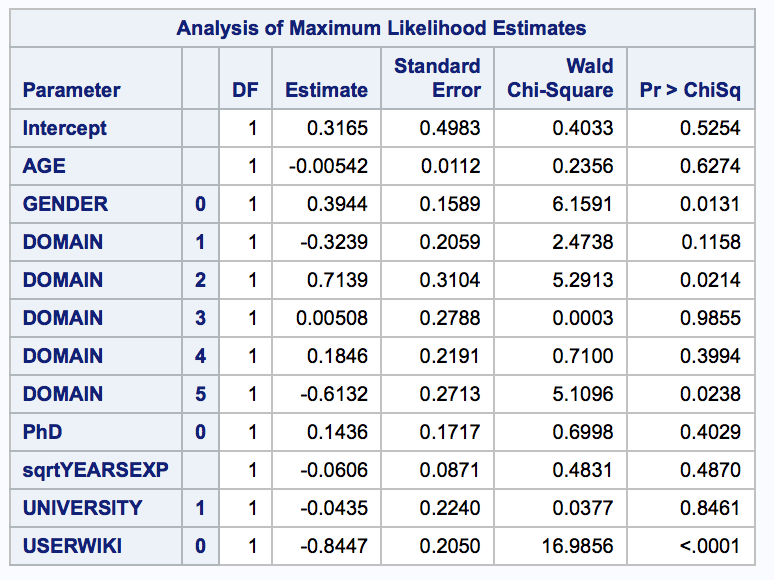 Analysis of Maximum Likelihood Estimates
Parameter DF Estimate Standard Error Wald Chi-Square Pr > ChiSq
Intercept 1 0.3165 0.4983 0.4033 0.5254
AGE 1 -0.00542 0.0112 0.2356 0.6274
GENDER 0 1 0.3944 0.1589 6.1591 0.0131
DOMAIN 1 1 -0.3239 0.2059 2.4738 0.1158
DOMAIN 2 1 0.7139 0.3104 5.2913 0.0214
DOMAIN 3 1 0.00508 0.2788 0.0003 0.9855
DOMAIN 4 1 0.1846 0.2191 0.7100 0.3994
DOMAIN 5 1 -0.6132 0.2713 5.1096 0.0238
PhD 0 1 0.1436 0.1717 0.6998 0.4029
sqrtYEARSEXP 1 -0.0606 0.0871 0.4831 0.4870
UNIVERSITY 1 1 -0.0435 0.2240 0.0377 0.8461
USERWIKI 0 1 -0.8447 0.2050 16.9856 <.0001